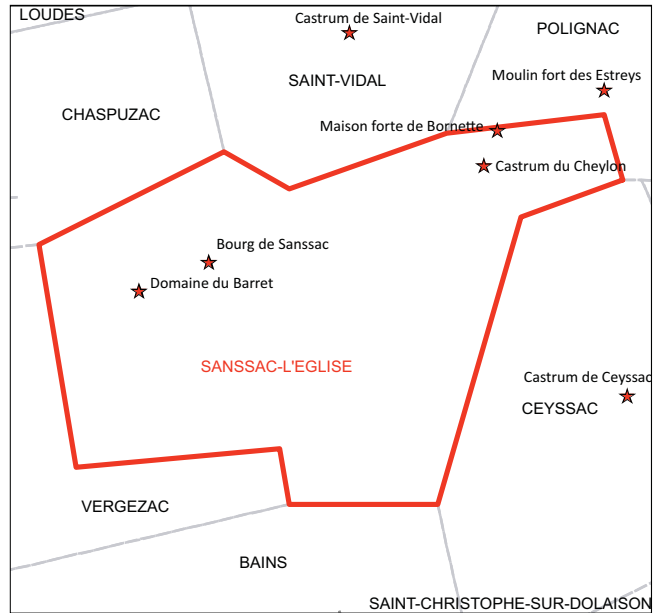 LOUDES
Castrum de Saint-Vidal
POLIGNAC
SAINT-VIDAL
Moulin fort des Estreys
CHASPUZAC
Maison forte de Bornette
Castrum du Cheylon
Bourg de Sanssac
Domaine du Barret
SANSSAC-L'EGLISE
Castrum de Ceyssac
CEYSSAC
VERGEZAC
BAINS
SAINT-CHRISTOPHE-SUR-DOLAISON